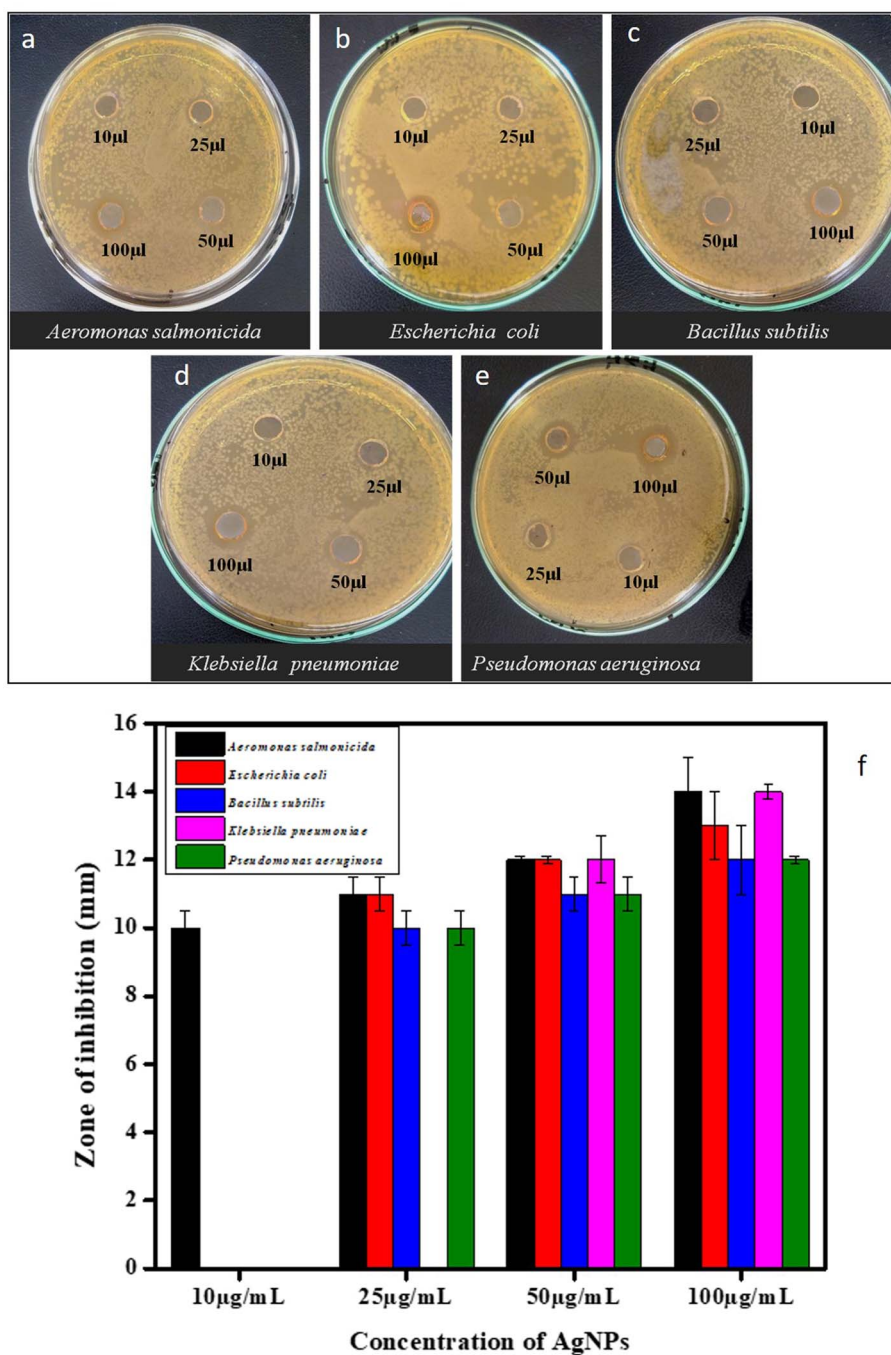 a
10µl
25µl
100µl
50µl
Aeromonas salmonicida
b
10µl
25µl
100µl
50µl
Escherichia coli
c
25µl
10µl
50µl
100µl
Bacillus subtilis
d
10µl
25µl
100µl
50µl
Klebsiella pneumoniae
e
50µl
100µl
25µl
10µl
Pseudomonas aeruginosa
f
Zone of inhibition (mm)
16
14
12
10
8
6
4
2
0
Aeromonas salmonicida
Escherichia coli
Bacillus subtilis
Klebsiella pneumoniae
Pseudomonas aeruginosa
10µg/mL 25µg/mL 50µg/mL 100µg/mL
Concentration of AgNPs